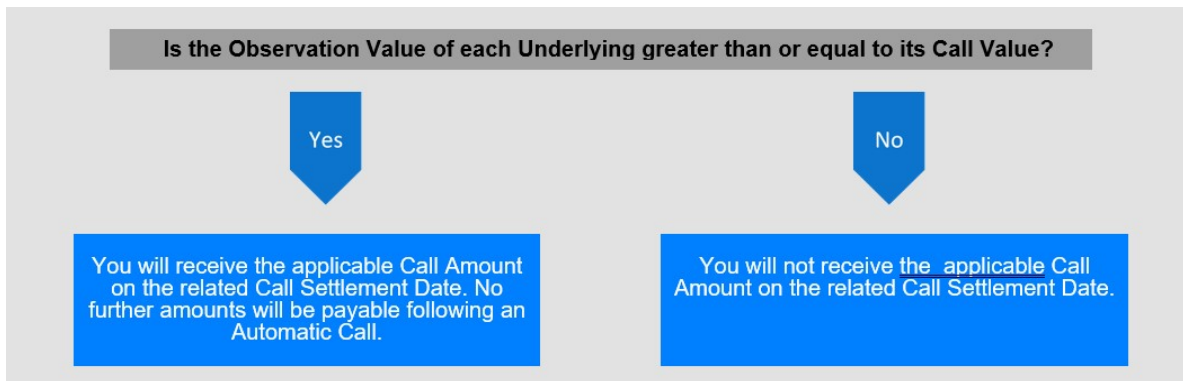 Is the Observation Value of each Underlying greater than or equal to its Call Value?
Yes
No
You will receive the applicable Call Amount
on the related Call Settlement Date. No
further amounts will be payable following an
Automatic Call.
You will not receive the applicable Call
Amount on the related Call Settlement Date.